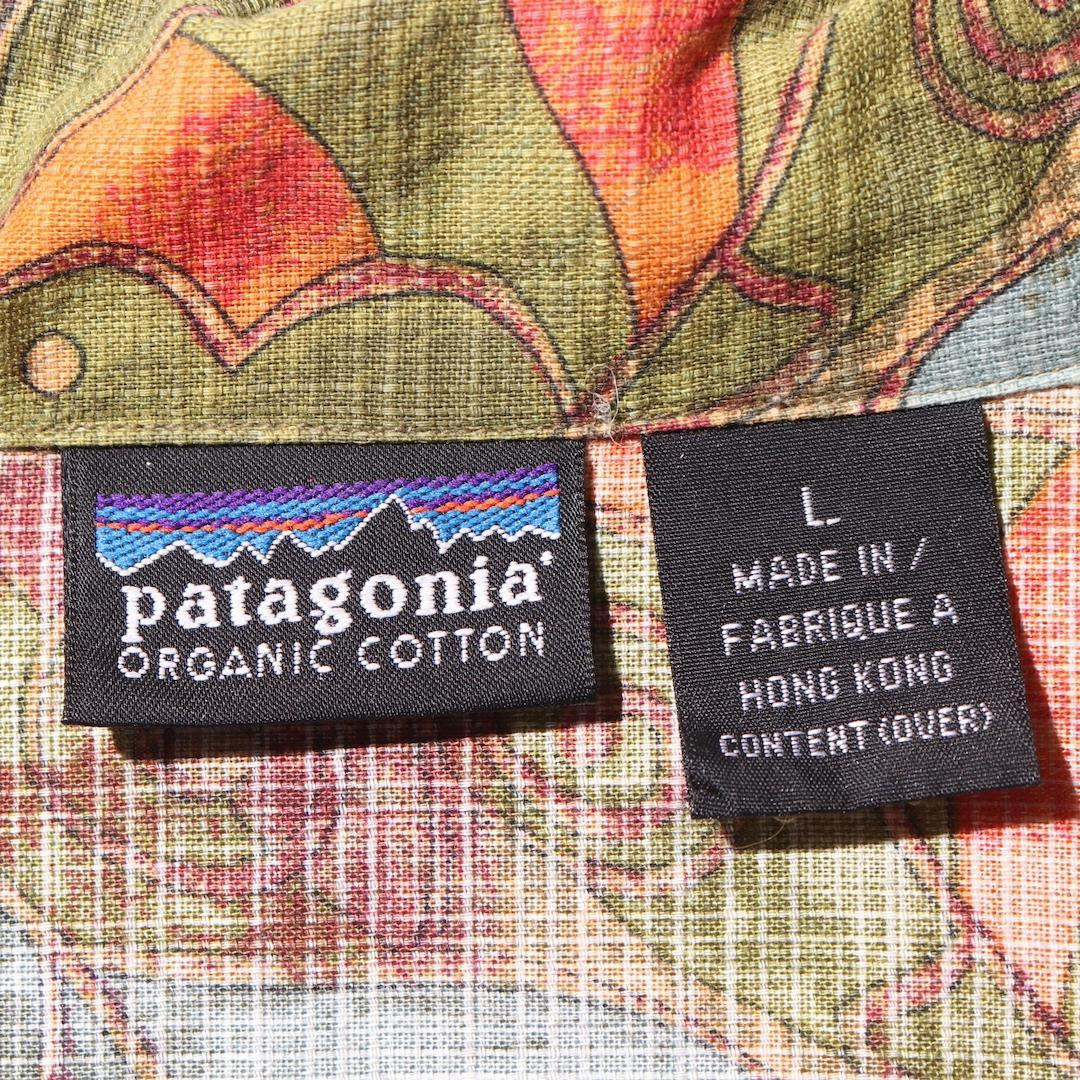 patagonia®
ORGANIC COTTON
L
MADE IN /
FABRIQUE A
HONG KONG
CONTENT (OVER)